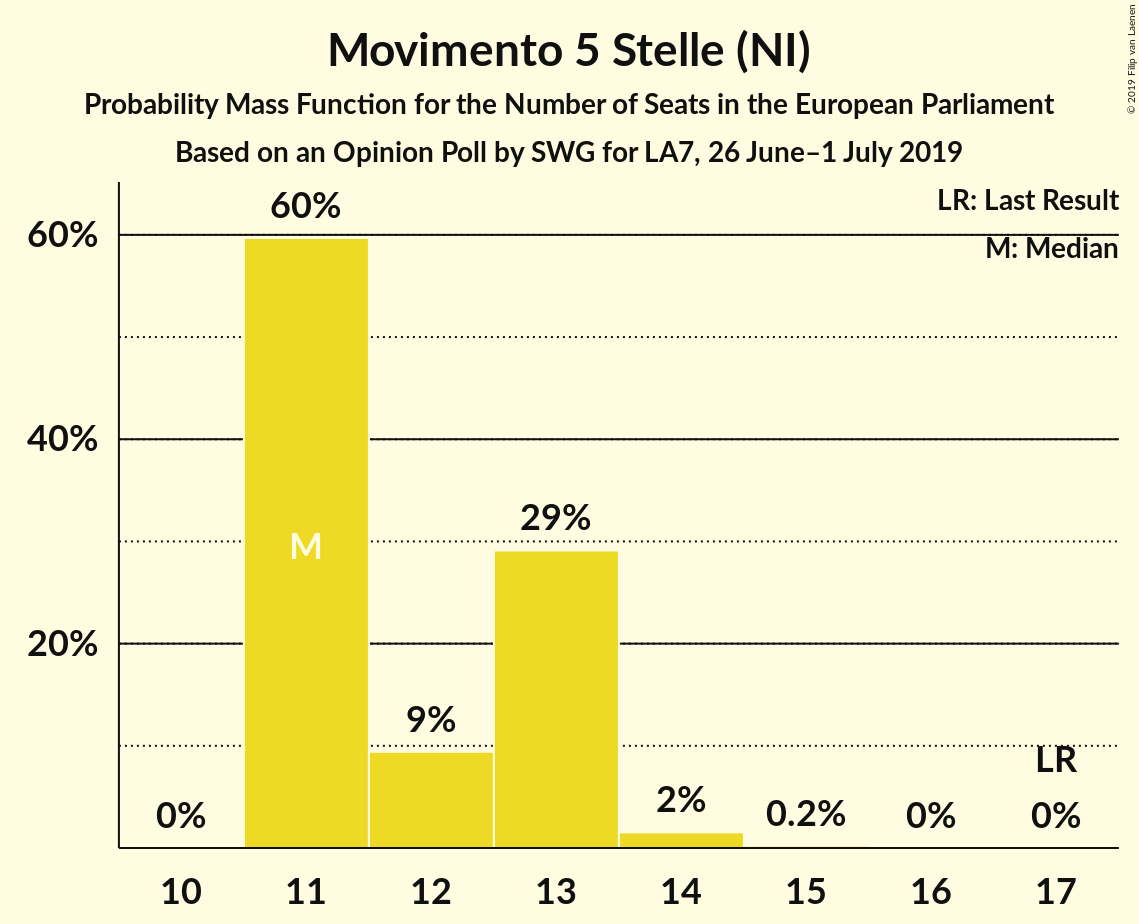 Movimento 5 Stelle (NI)
Probability Mass Function for the Number of Seats in the European Parliament
Based on an Opinion Poll by SWG for LA7, 26 June–1 July 2019
© 2019 Filip van Laenen
LR: Last Result
M: Median
60%
40%
20%
0%
60%
M
9%
29%
2%
0.2%
0%
LR
0%
10 11 12 13 14 15 16 17